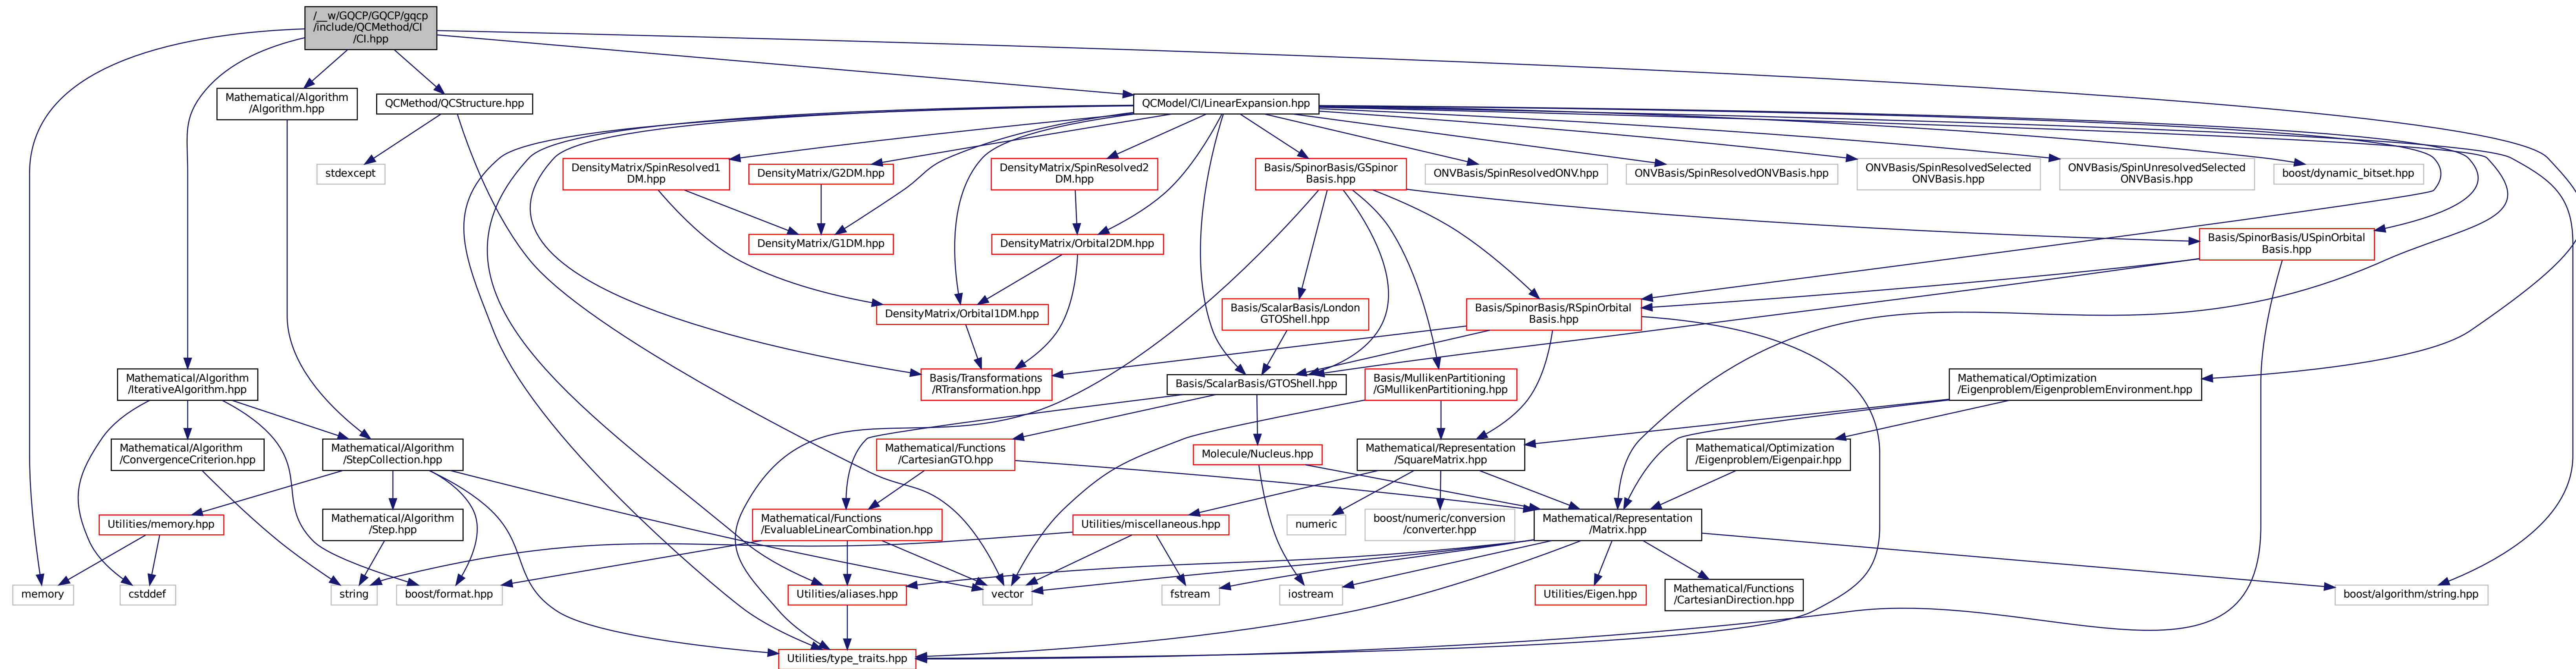 /__w/GQCP/GQCP/gqcp
/include/QCMethod/CI
/CI.hpp
Mathematical/Algorithm
/Algorithm.hpp
QCMethod/QCStructure.hpp
QCModel/CI/LinearExpansion.hpp
stdexcept
DensityMatrix/SpinResolved1
DM.hpp
DensityMatrix/G2DM.hpp
DensityMatrix/SpinResolved2
DM.hpp
Basis/SpinorBasis/GSpinor
Basis.hpp
ONVBasis/SpinResolvedONV.hpp
ONVBasis/SpinResolvedONVBasis.hpp
ONVBasis/SpinResolvedSelected
ONVBasis.hpp
ONVBasis/SpinUnresolvedSelected
ONVBasis.hpp
boost/dynamic_bitset.hpp
DensityMatrix/G1DM.hpp
DensityMatrix/Orbital2DM.hpp
Basis/SpinorBasis/USpinOrbital
Basis.hpp
DensityMatrix/Orbital1DM.hpp
Basis/ScalarBasis/London
GTOShell.hpp
Basis/SpinorBasis/RSpinOrbital
Basis.hpp
Mathematical/Algorithm
/IterativeAlgorithm.hpp
Basis/Transformations
/RTransformation.hpp
Basis/ScalarBasis/GTOShell.hpp
Basis/MullikenPartitioning
/GMullikenPartitioning.hpp
Mathematical/Optimization
/Eigenproblem/EigenproblemEnvironment.hpp
Mathematical/Algorithm
/ConvergenceCriterion.hpp
Mathematical/Algorithm
/StepCollection.hpp
Mathematical/Functions
/CartesianGTO.hpp
Molecule/Nucleus.hpp
Mathematical/Representation
/SquareMatrix.hpp
Mathematical/Optimization
/Eigenproblem/Eigenpair.hpp
Utilities/memory.hpp
Mathematical/Algorithm
/Step.hpp
Mathematical/Functions
/EvaluableLinearCombination.hpp
Utilities/miscellaneous.hpp
numeric
boost/numeric/conversion
/converter.hpp
Mathematical/Representation
/Matrix.hpp
memory
cstddef
string
boost/format.hpp
Utilities/aliases.hpp
vector
fstream
iostream
Utilities/Eigen.hpp
Mathematical/Functions
/CartesianDirection.hpp
boost/algorithm/string.hpp
Utilities/type_traits.hpp